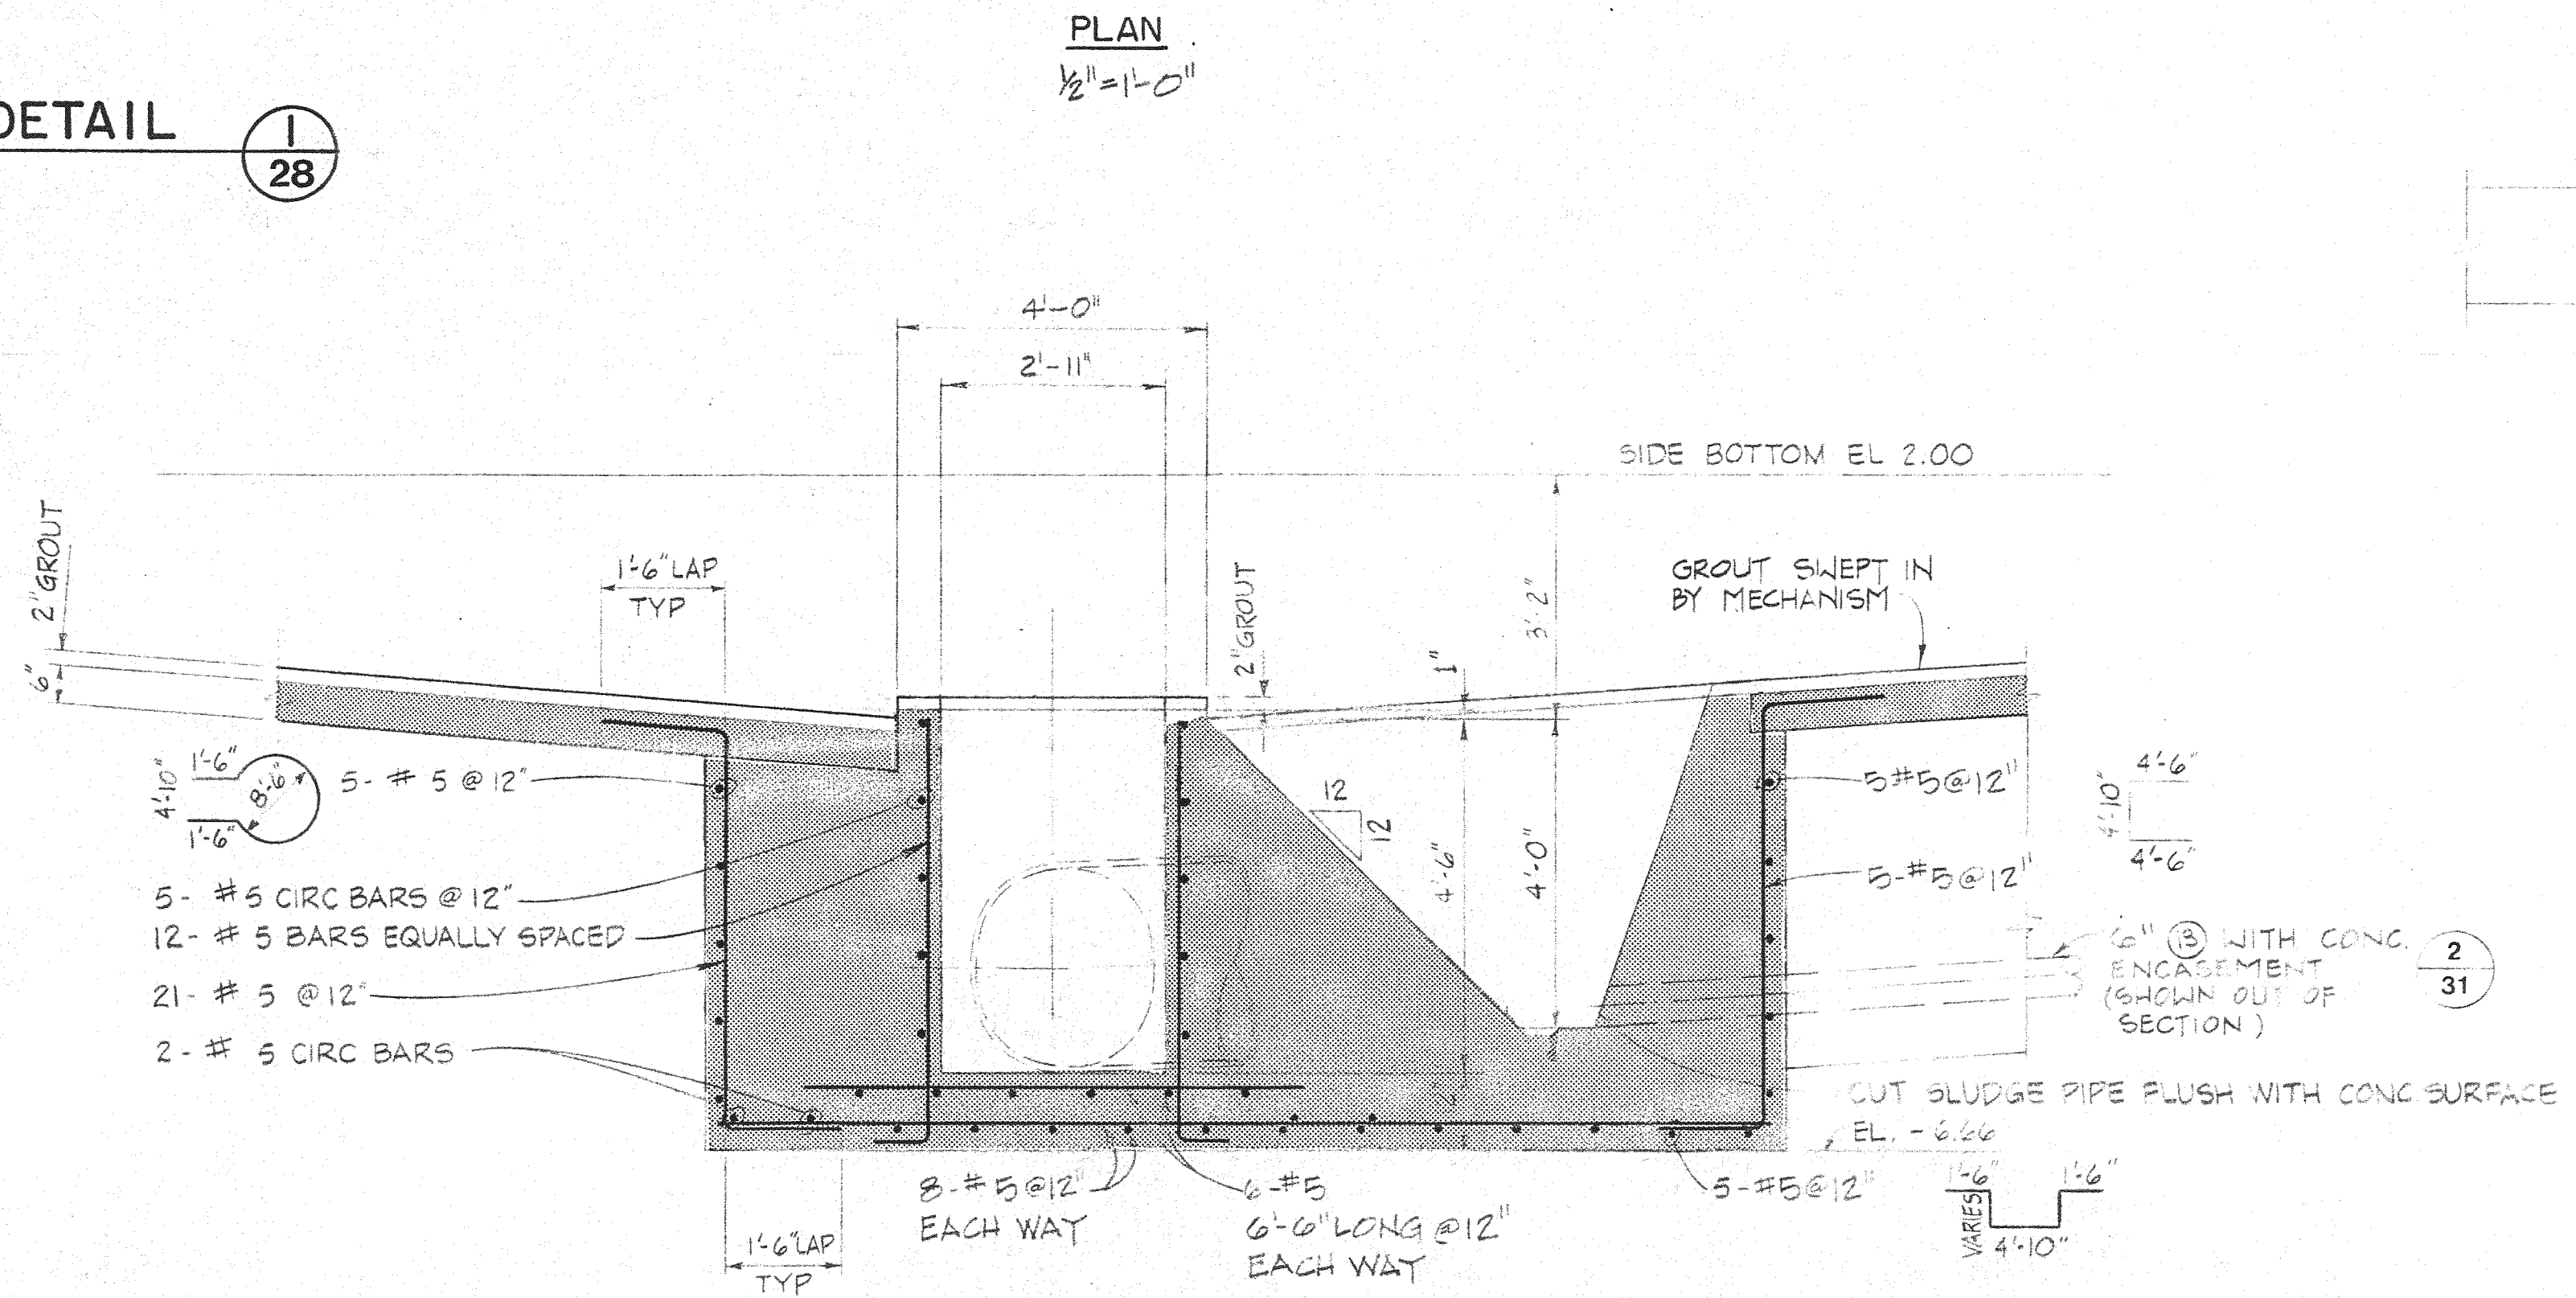 PLAN
½"=1'-0"
DETAIL
1
28
4'-0"
2'-11"
SIDE BOTTOM EL 2.00
2" GROUT
6"
1'-6" LAP
TYP
2" GROUT
1"
3'-2"
GROUT SWEPT IN
BY MECHANISM
4'-10"
1'-6"
8'-6"
1'-6"
5- # 5 @ 12"
12
12
4'-6"
4'-0"
5 #5@12"
4'-10"
4'-6"
4'-6"
5- #5 CIRC BARS @ 12"
12- # 5 BARS EQUALLY SPACED
21- # 5 @12"
2- # 5 CIRC BARS
5-#5@12"
6" 13 WITH CONC.
ENCASEMENT
(SHOWN OUT OF
SECTION)
2
31
CUT SLUDGE PIPE FLUSH WITH CONC SURFACE
EL. -6.66
8-#5@12"
EACH WAY
6-#5
6'-6" LONG @12"
EACH WAY
5-#5@12"
1'-6"
1'-6"
VARIES
4'-10"
1'-6" LAP
TYP